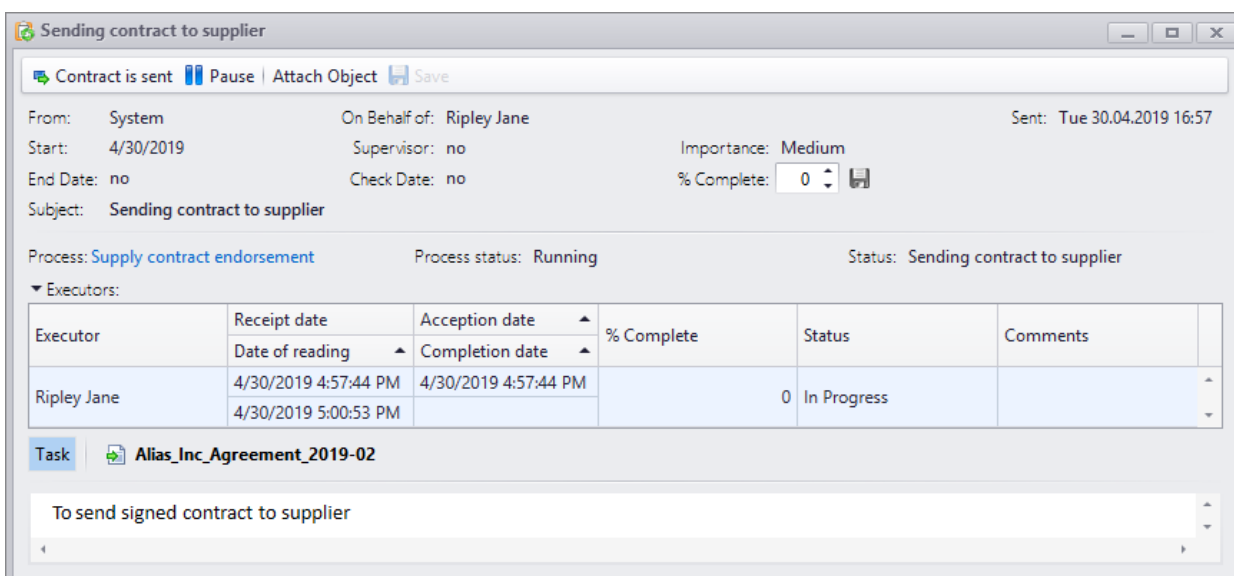 Sending contract to supplier
Contract is sent Pause Attach Object Save
From: System On Behalf of: Ripley Jane Sent: Tue 30.04.2019 16:57
Start: 4/30/2019 Supervisor: no Importance: Medium
End Date: no Check Date: no % Complete: 0
Subject: Sending contract to supplier
Process: Supply contract endorsement Process status: Running Status: Sending contract to supplier
Executors:
Executor Receipt date Acception date % Complete Status Comments
Date of reading Completion date
Ripley Jane 4/30/2019 4:57:44 PM 4/30/2019 4:57:44 PM 0 In Progress
4/30/2019 5:00:53 PM
Task Alias_Inc_Agreement_2019-02
To send signed contract to supplier